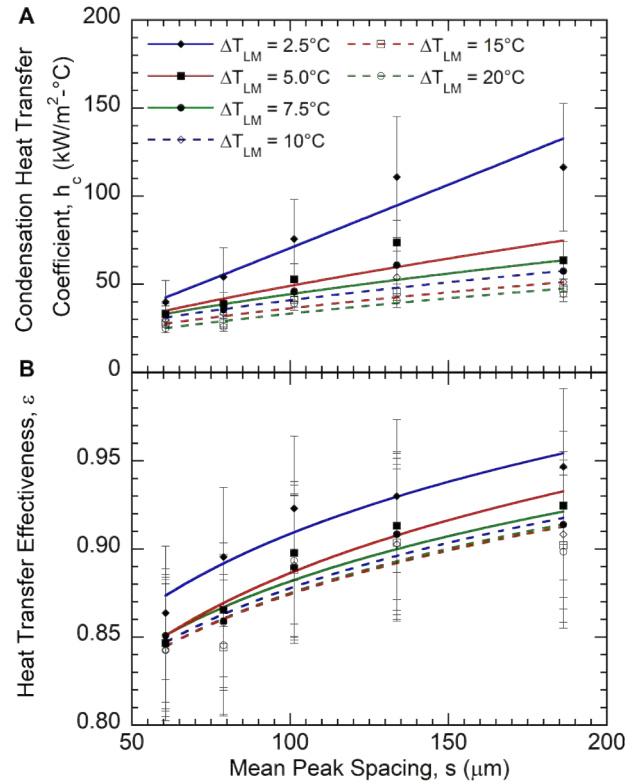 A
200
150
100
50
0
Condensation Heat Transfer
Coefficient, h_c (kW/m²-°C)
ΔT_LM = 2.5°C
ΔT_LM = 5.0°C
ΔT_LM = 7.5°C
ΔT_LM = 10°C
ΔT_LM = 15°C
ΔT_LM = 20°C
B
0.95
0.90
0.85
0.80
Heat Transfer Effectiveness, ε
50
100
150
200
Mean Peak Spacing, s (μm)